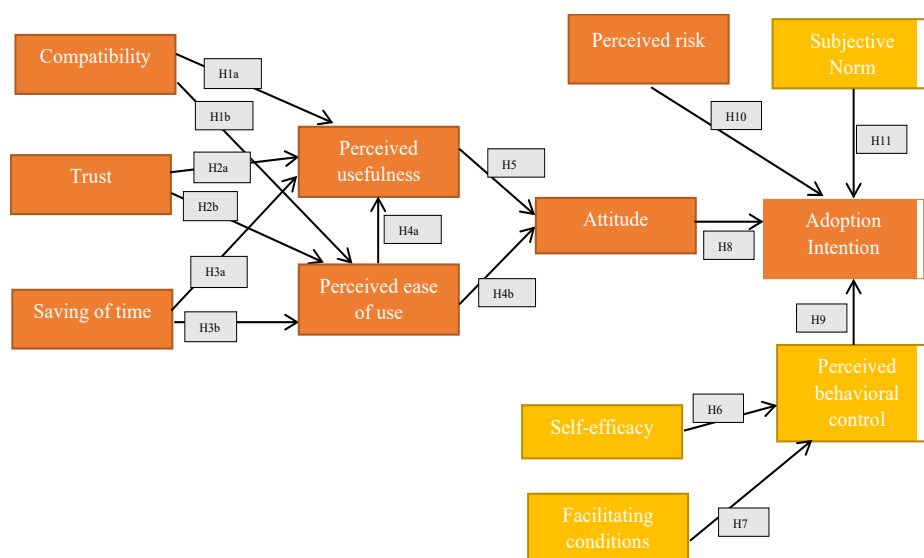 Compatibility
Perceived risk
Subjective
Norm
H1a
H1b
H10
H11
Trust
H2a
Perceived
usefulness
H5
H2b
H4a
Attitude
H8
Adoption
Intention
H3a
Saving of time
H3b
Perceived ease
of use
H4b
H9
Perceived
behavioral
control
Self-efficacy
H6
Facilitating
conditions
H7